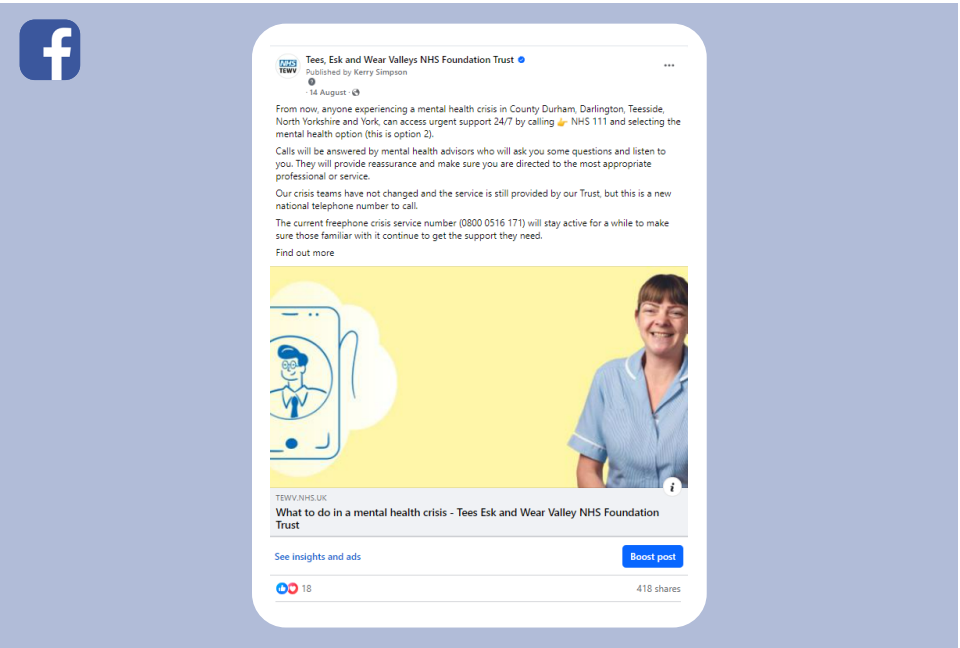 f
NHS
TEWV
Tees, Esk and Wear Valleys NHS Foundation Trust
Published by Kerry Simpson
· 14 August ·
From now, anyone experiencing a mental health crisis in County Durham, Darlington, Teesside,
North Yorkshire and York, can access urgent support 24/7 by calling 👉 NHS 111 and selecting the
mental health option (this is option 2).
Calls will be answered by mental health advisors who will ask you some questions and listen to
you. They will provide reassurance and make sure you are directed to the most appropriate
professional or service.
Our crisis teams have not changed and the service is still provided by our Trust, but this is a new
national telephone number to call.
The current freephone crisis service number (0800 0516 171) will stay active for a while to make
sure those familiar with it continue to get the support they need.
Find out more
i
TEWV.NHS.UK
What to do in a mental health crisis - Tees Esk and Wear Valley NHS Foundation
Trust
See insights and ads
Boost post
18
418 shares